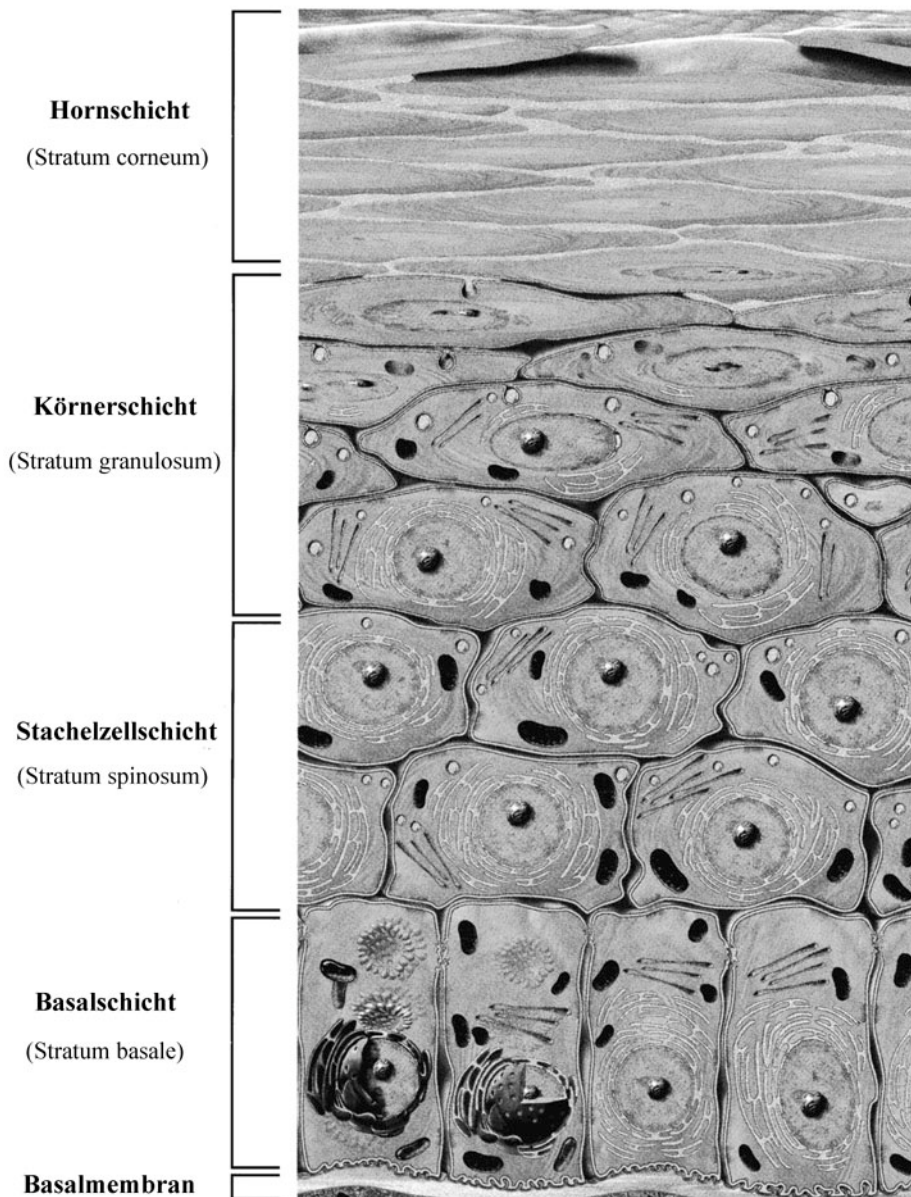 Hornschicht
(Stratum corneum)
Körnerschicht
(Stratum granulosum)
Stachelzellschicht
(Stratum spinosum)
Basalschicht
(Stratum basale)
Basalmembran